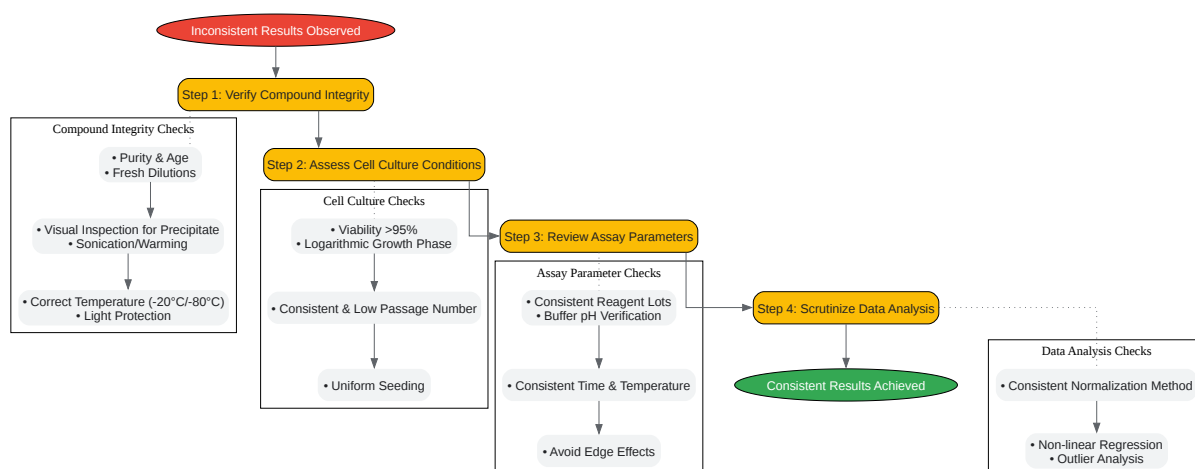 Inconsistent Results Observed
Step 1: Verify Compound Integrity
Compound Integrity Checks
• Purity & Age
• Fresh Dilutions
• Visual Inspection for Precipitate
• Sonication/Warming
• Correct Temperature (-20°C/-80°C)
• Light Protection
Step 2: Assess Cell Culture Conditions
Cell Culture Checks
• Viability >95%
• Logarithmic Growth Phase
• Consistent & Low Passage Number
• Uniform Seeding
Step 3: Review Assay Parameters
Assay Parameter Checks
• Consistent Reagent Lots
• Buffer pH Verification
• Consistent Time & Temperature
• Avoid Edge Effects
Step 4: Scrutinize Data Analysis
Consistent Results Achieved
Data Analysis Checks
• Consistent Normalization Method
• Non-linear Regression
• Outlier Analysis